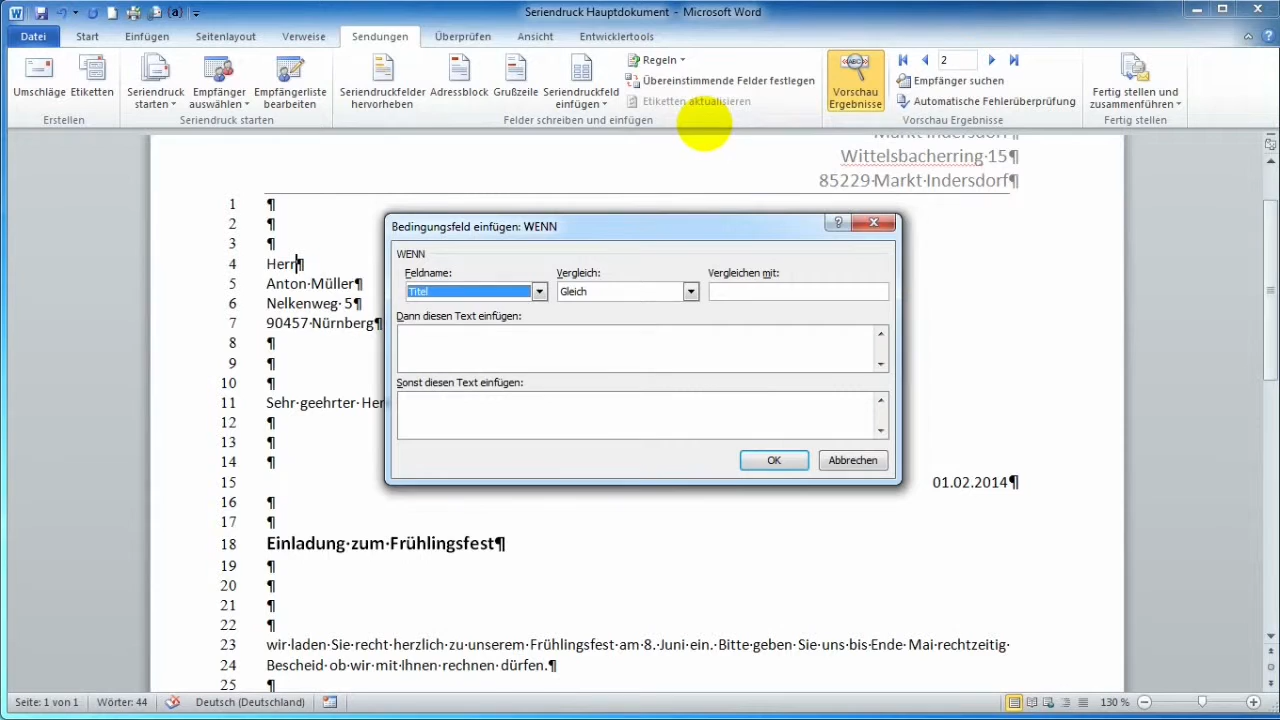 Seriendruck Hauptdokument - Microsoft Word
Datei Start Einfügen Seitenlayout Verweise Sendungen Überprüfen Ansicht Entwicklertools
Umschläge Etiketten
Erstellen
Seriendruck starten
Empfänger auswählen
Empfängerliste bearbeiten
Seriendruck starten
Seriendruckfelder hervorheben
Adressblock
Grußzeile
Seriendruckfeld einfügen
Regeln
Übereinstimmende Felder festlegen
Etiketten aktualisieren
Felder schreiben und einfügen
Vorschau Ergebnisse
2
Empfänger suchen
Automatische Fehlerüberprüfung
Vorschau Ergebnisse
Fertig stellen und zusammenführen
Fertig stellen
Markt Indersdorf¶
Wittelsbacherring·15¶
85229·Markt·Indersdorf¶
1 ¶
2 ¶
3 ¶
4 Herr¶
5 Anton·Müller¶
6 Nelkenweg·5¶
7 90457·Nürnberg¶
8 ¶
9 ¶
10 ¶
11 Sehr·geehrter·Her
12 ¶
13 ¶
14 ¶
15 01.02.2014¶
16 ¶
17 ¶
18 Einladung·zum·Frühlingsfest¶
19 ¶
20 ¶
21 ¶
22 ¶
23 wir·laden·Sie·recht·herzlich·zu·unserem·Frühlingsfest·am·8.·Juni·ein.·Bitte·geben·Sie·uns·bis·Ende·Mai·rechtzeitig·
24 Bescheid·ob·wir·mit·Ihnen·rechnen·dürfen.¶
25 ¶
Bedingungsfeld einfügen: WENN
WENN
Feldname: Vergleich: Vergleichen mit:
Titel Gleich
Dann diesen Text einfügen:
Sonst diesen Text einfügen:
OK Abbrechen
Seite: 1 von 1 Wörter: 44 Deutsch (Deutschland) 130 %